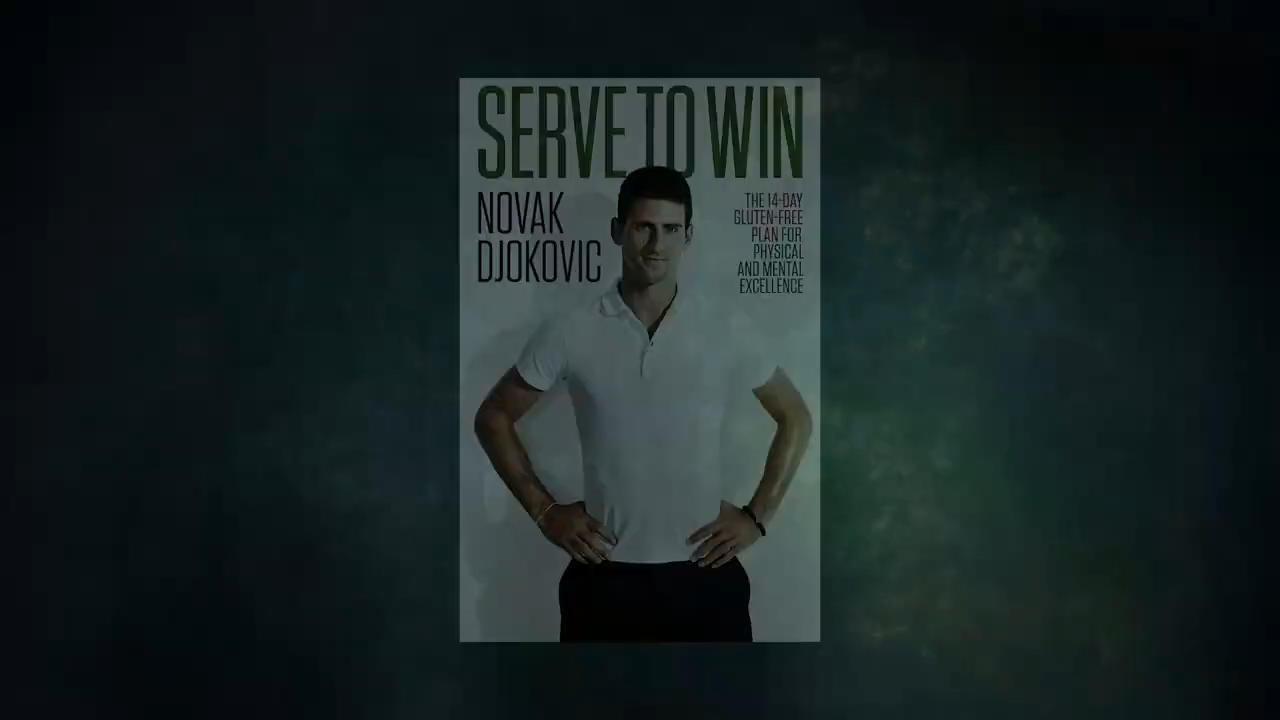 SERVE TO WIN
NOVAK
DJOKOVIC
THE 14-DAY
GLUTEN-FREE
PLAN FOR
PHYSICAL
AND MENTAL
EXCELLENCE